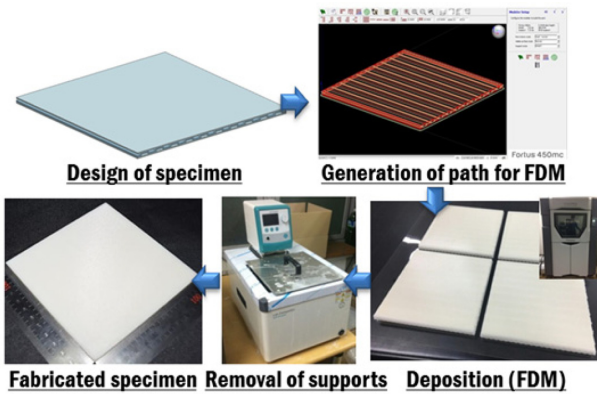 Design of specimen
Generation of path for FDM
Fortus 450mc
Fabricated specimen
Removal of supports
Deposition (FDM)